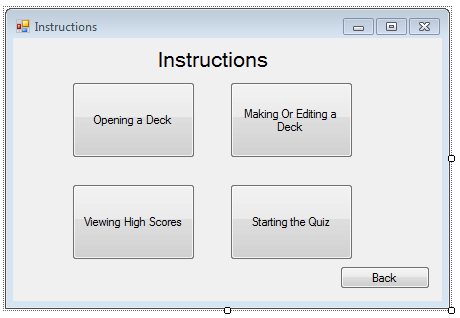 Instructions
Instructions
Opening a Deck
Making Or Editing a
Deck
Viewing High Scores
Starting the Quiz
Back